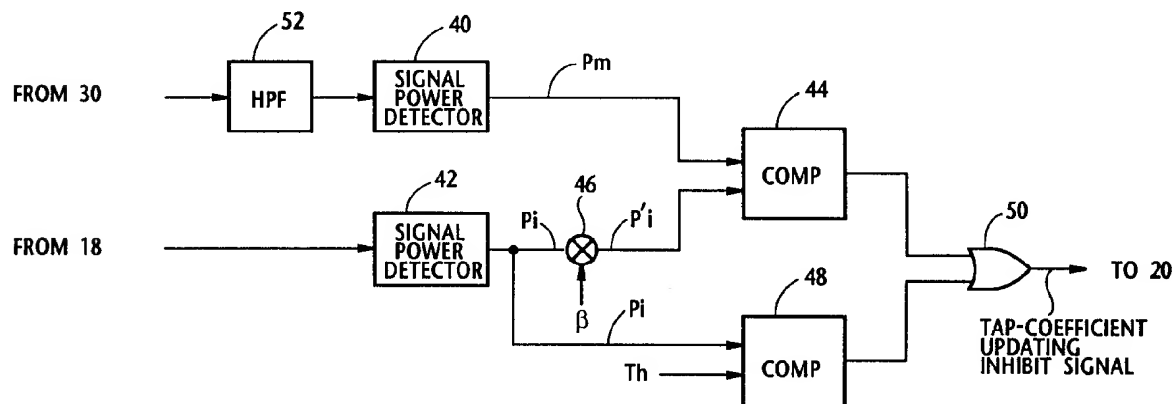 52
40
FROM 30
HPF
SIGNAL
POWER
DETECTOR
Pm
44
COMP
42
FROM 18
SIGNAL
POWER
DETECTOR
Pi
46
P'i
β
Pi
Th
48
COMP
50
TO 20
TAP-COEFFICIENT
UPDATING
INHIBIT SIGNAL